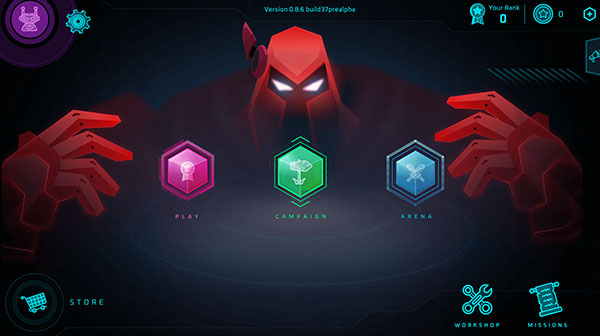 Version 0.8.6 build37prealpha
Your Rank
0
0
PLAY
CAMPAIGN
ARENA
STORE
WORKSHOP
MISSIONS